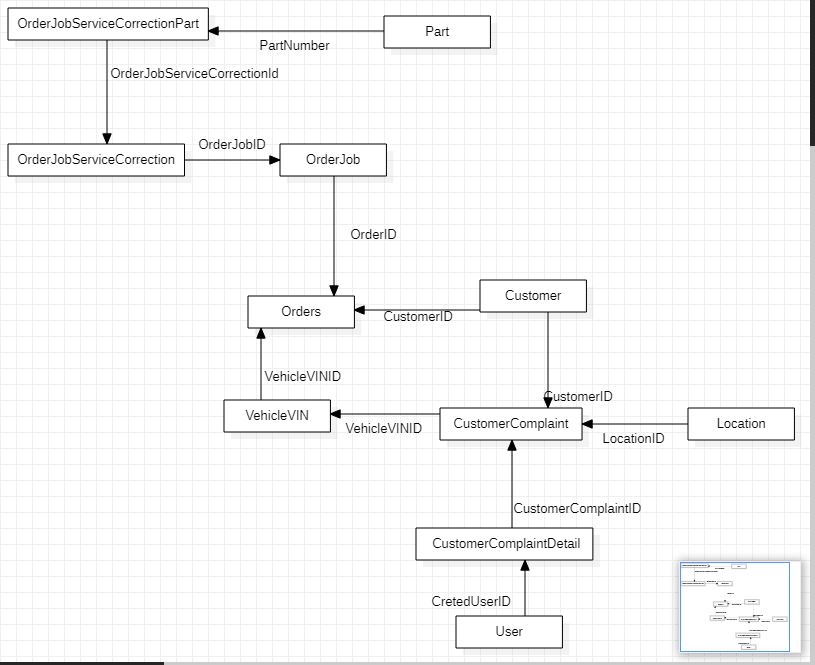 OrderJobServiceCorrectionPart
Part
PartNumber
OrderJobServiceCorrectionId
OrderJobServiceCorrection
OrderJobID
OrderJob
OrderID
Customer
Orders
CustomerID
VehicleVINID
CustomerID
VehicleVIN
VehicleVINID
CustomerComplaint
Location
LocationID
CustomerComplaintID
CustomerComplaintDetail
CretedUserID
User